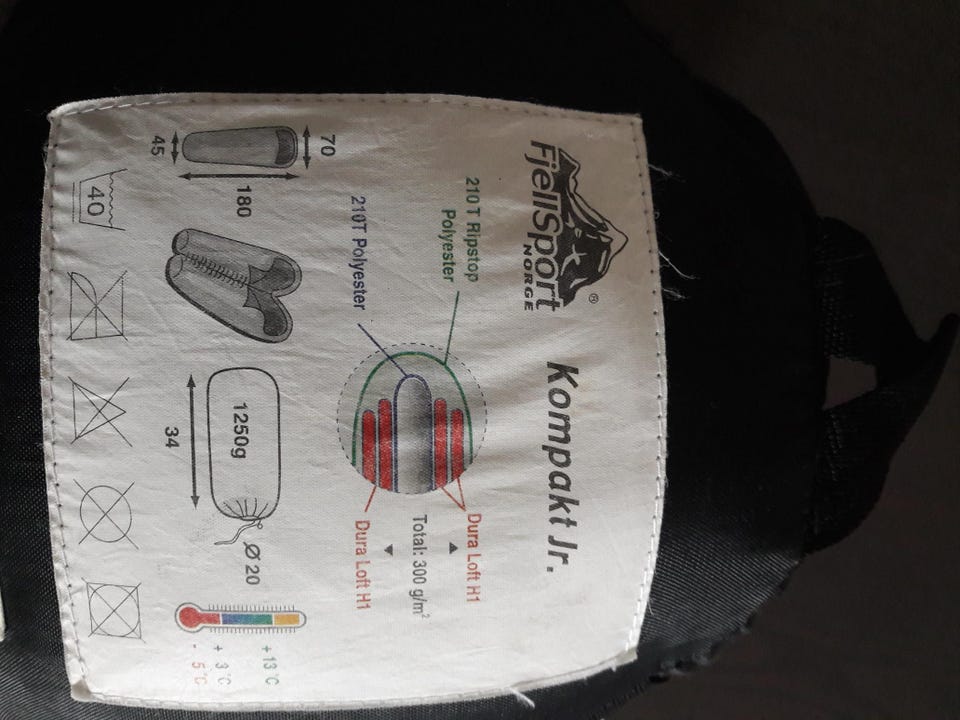 FjellSport®
NORGE
Kompakt Jr.
210 T Ripstop
Polyester
210T Polyester
Dura Loft H1
Total: 300 g/m²
Dura Loft H1
70
180
45
1250g
34
Ø 20
+13°C
+ 3°C
- 5°C
40